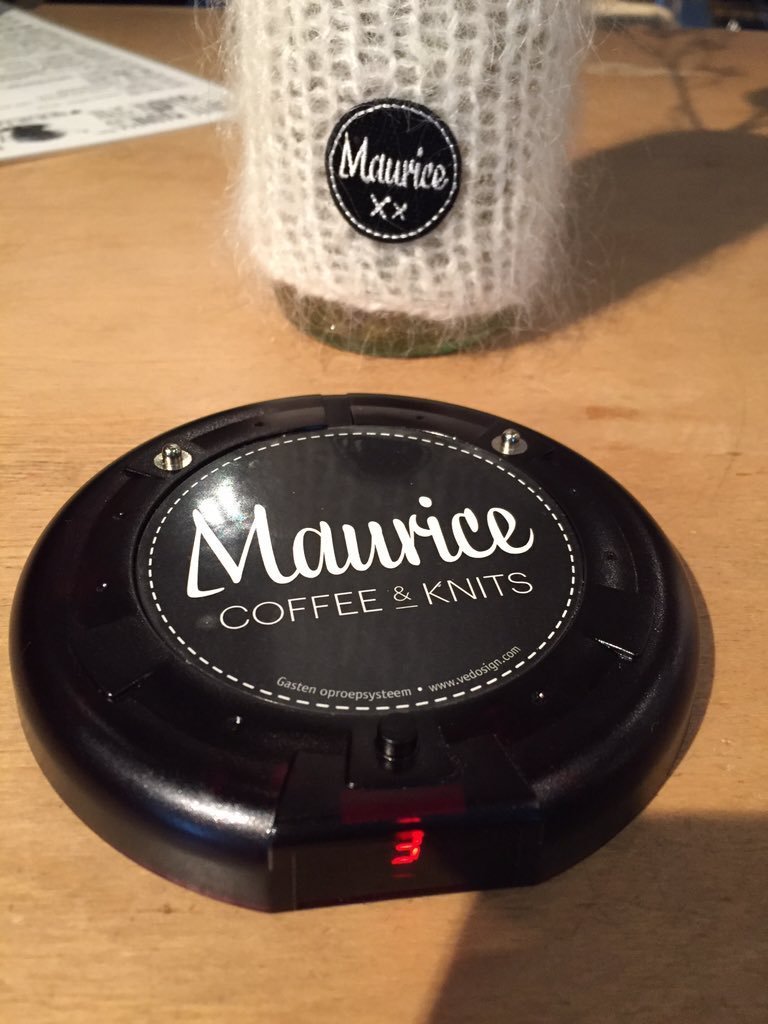 Maurice
Xx
Maurice
COFFEE & KNITS
Gasten oproepsysteem • www.vedosign.com
3